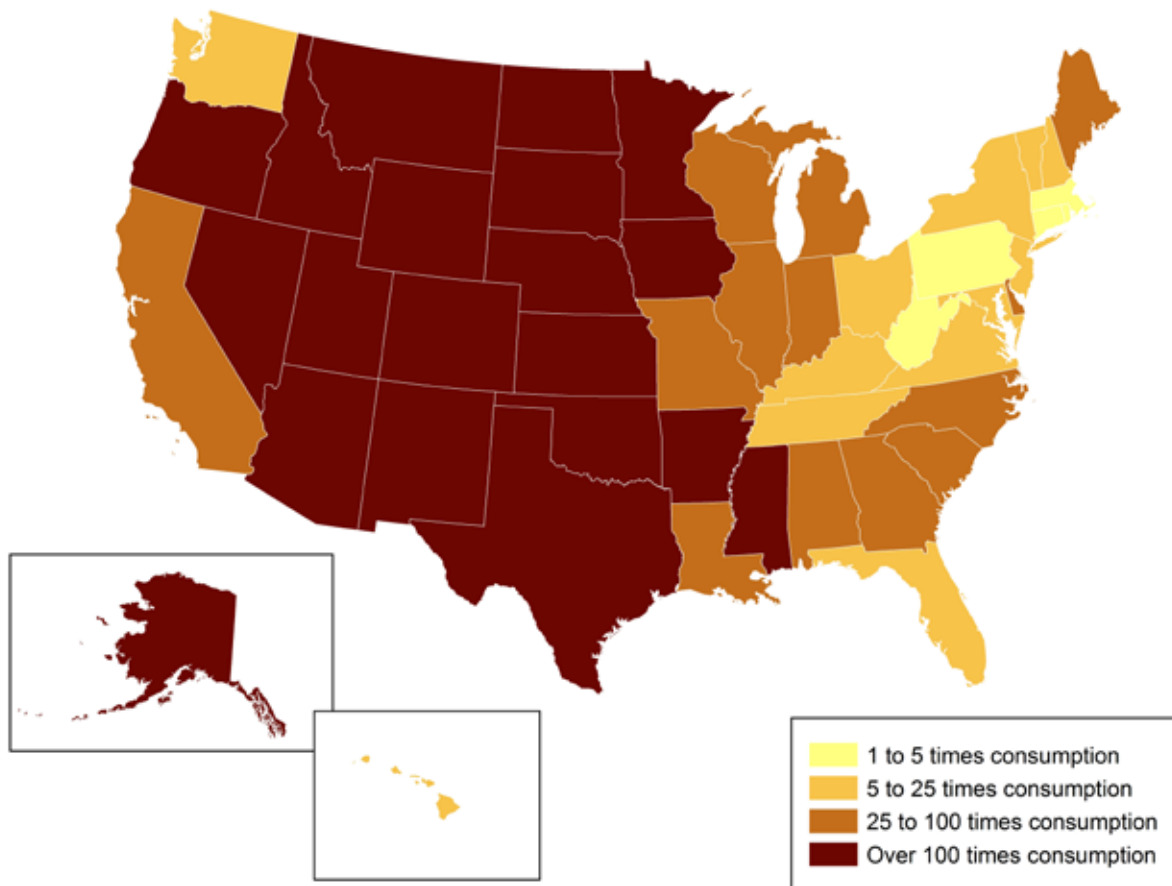 1 to 5 times consumption
5 to 25 times consumption
25 to 100 times consumption
Over 100 times consumption